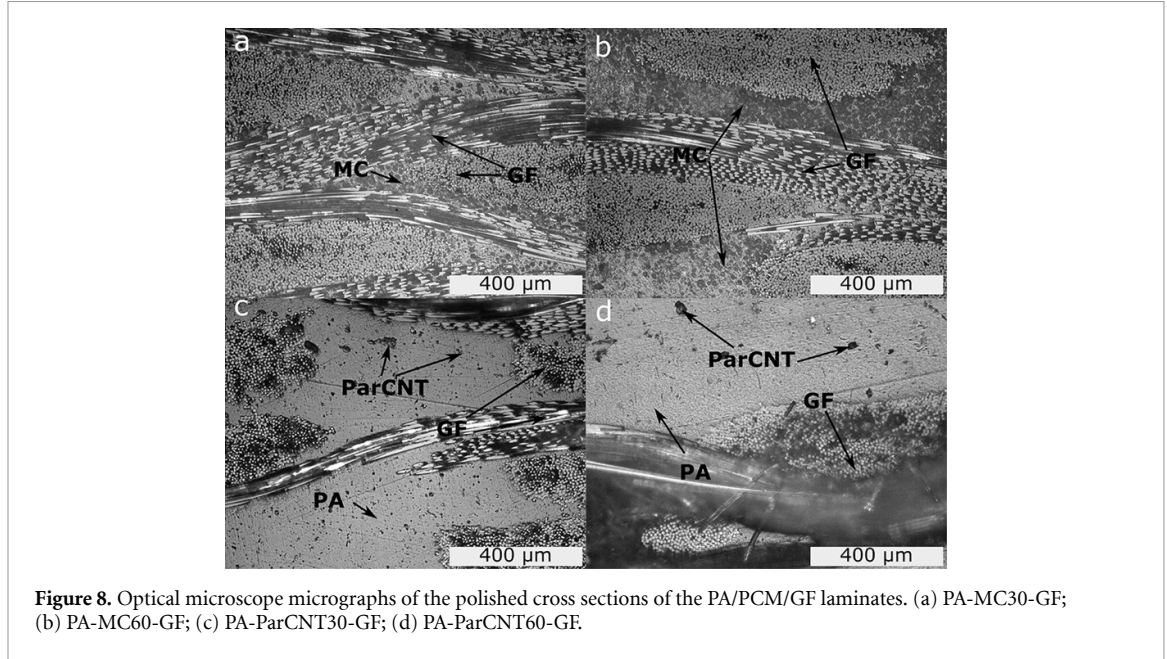 a
b
MC
GF
MC
GF
400 µm
400 µm
c
d
ParCNT
ParCNT
GF
GF
PA
PA
400 µm
400 µm
Figure 8. Optical microscope micrographs of the polished cross sections of the PA/PCM/GF laminates. (a) PA-MC30-GF;
(b) PA-MC60-GF; (c) PA-ParCNT30-GF; (d) PA-ParCNT60-GF.